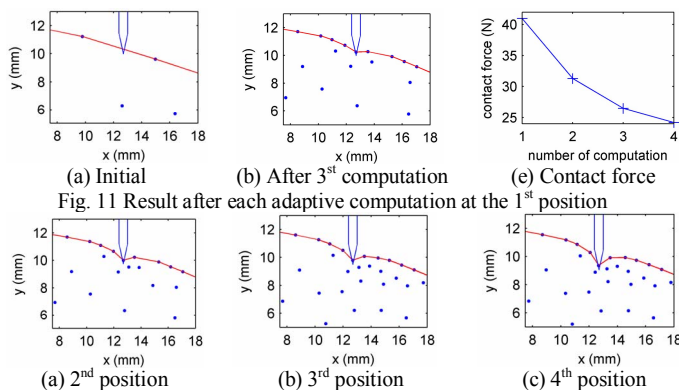 y (mm)
12
10
8
6
8 10 12 14 16 18
x (mm)
(a) Initial
y (mm)
12
10
8
6
8 10 12 14 16 18
x (mm)
(b) After 3st computation
contact force (N)
40
35
30
25
1 2 3 4
number of computation
(e) Contact force
Fig. 11 Result after each adaptive computation at the 1st position
y (mm)
12
10
8
6
8 10 12 14 16 18
x (mm)
(a) 2nd position
y (mm)
12
10
8
6
8 10 12 14 16 18
x (mm)
(b) 3rd position
y (mm)
12
10
8
6
8 10 12 14 16 18
x (mm)
(c) 4th position